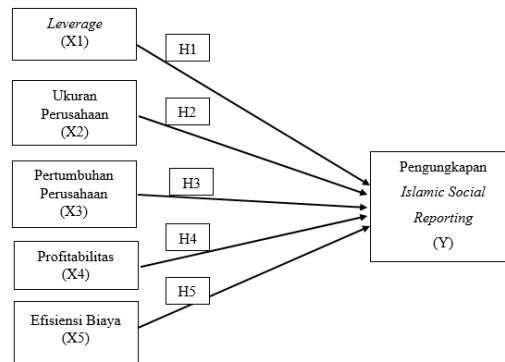 Leverage
(X1)
H1
Ukuran
Perusahaan
(X2)
H2
Pertumbuhan
Perusahaan
(X3)
H3
Profitabilitas
(X4)
H4
Efisiensi Biaya
(X5)
H5
Pengungkapan
Islamic Social
Reporting
(Y)